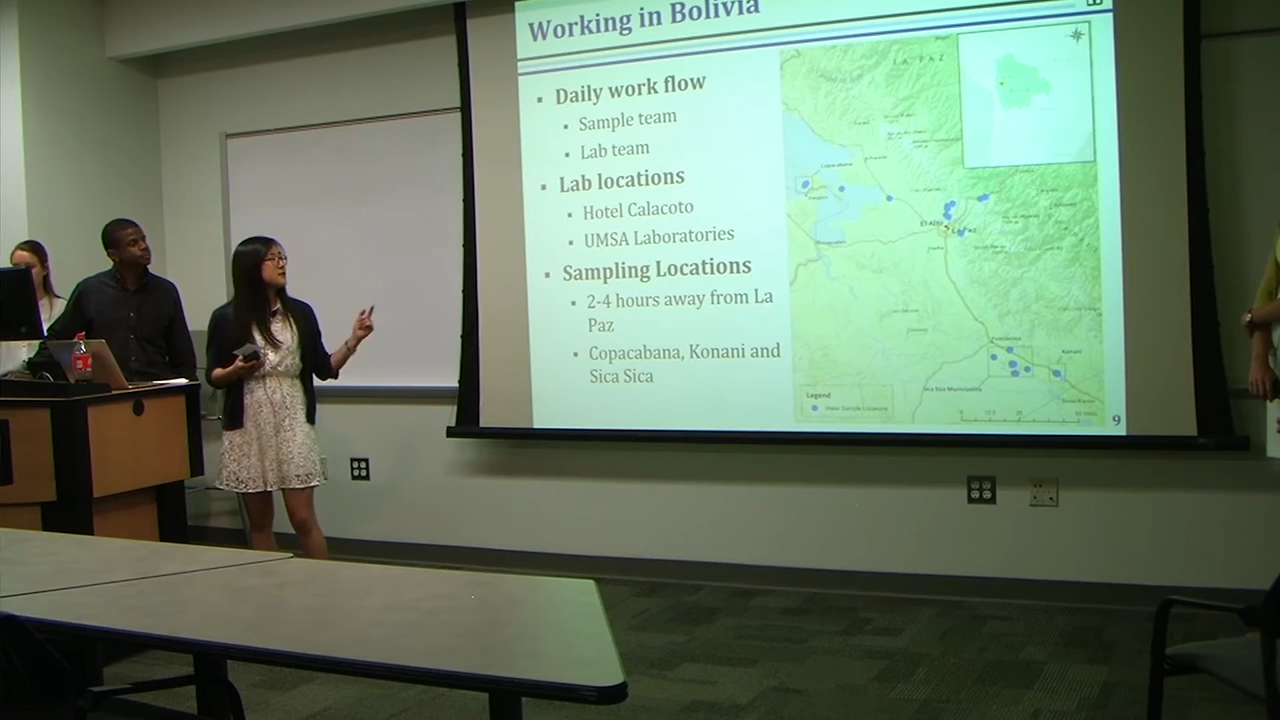 Working in Bolivia
▪ Daily work flow
▪ Sample team
▪ Lab team
▪ Lab locations
▪ Hotel Calacoto
▪ UMSA Laboratories
▪ Sampling Locations
▪ 2-4 hours away from La
Paz
▪ Copacabana, Konani and
Sica Sica
LA PAZ
Copacabana
El Alto
La Paz
Konani
Sica Sica Municipality
Legend
Water Sample Locations
9